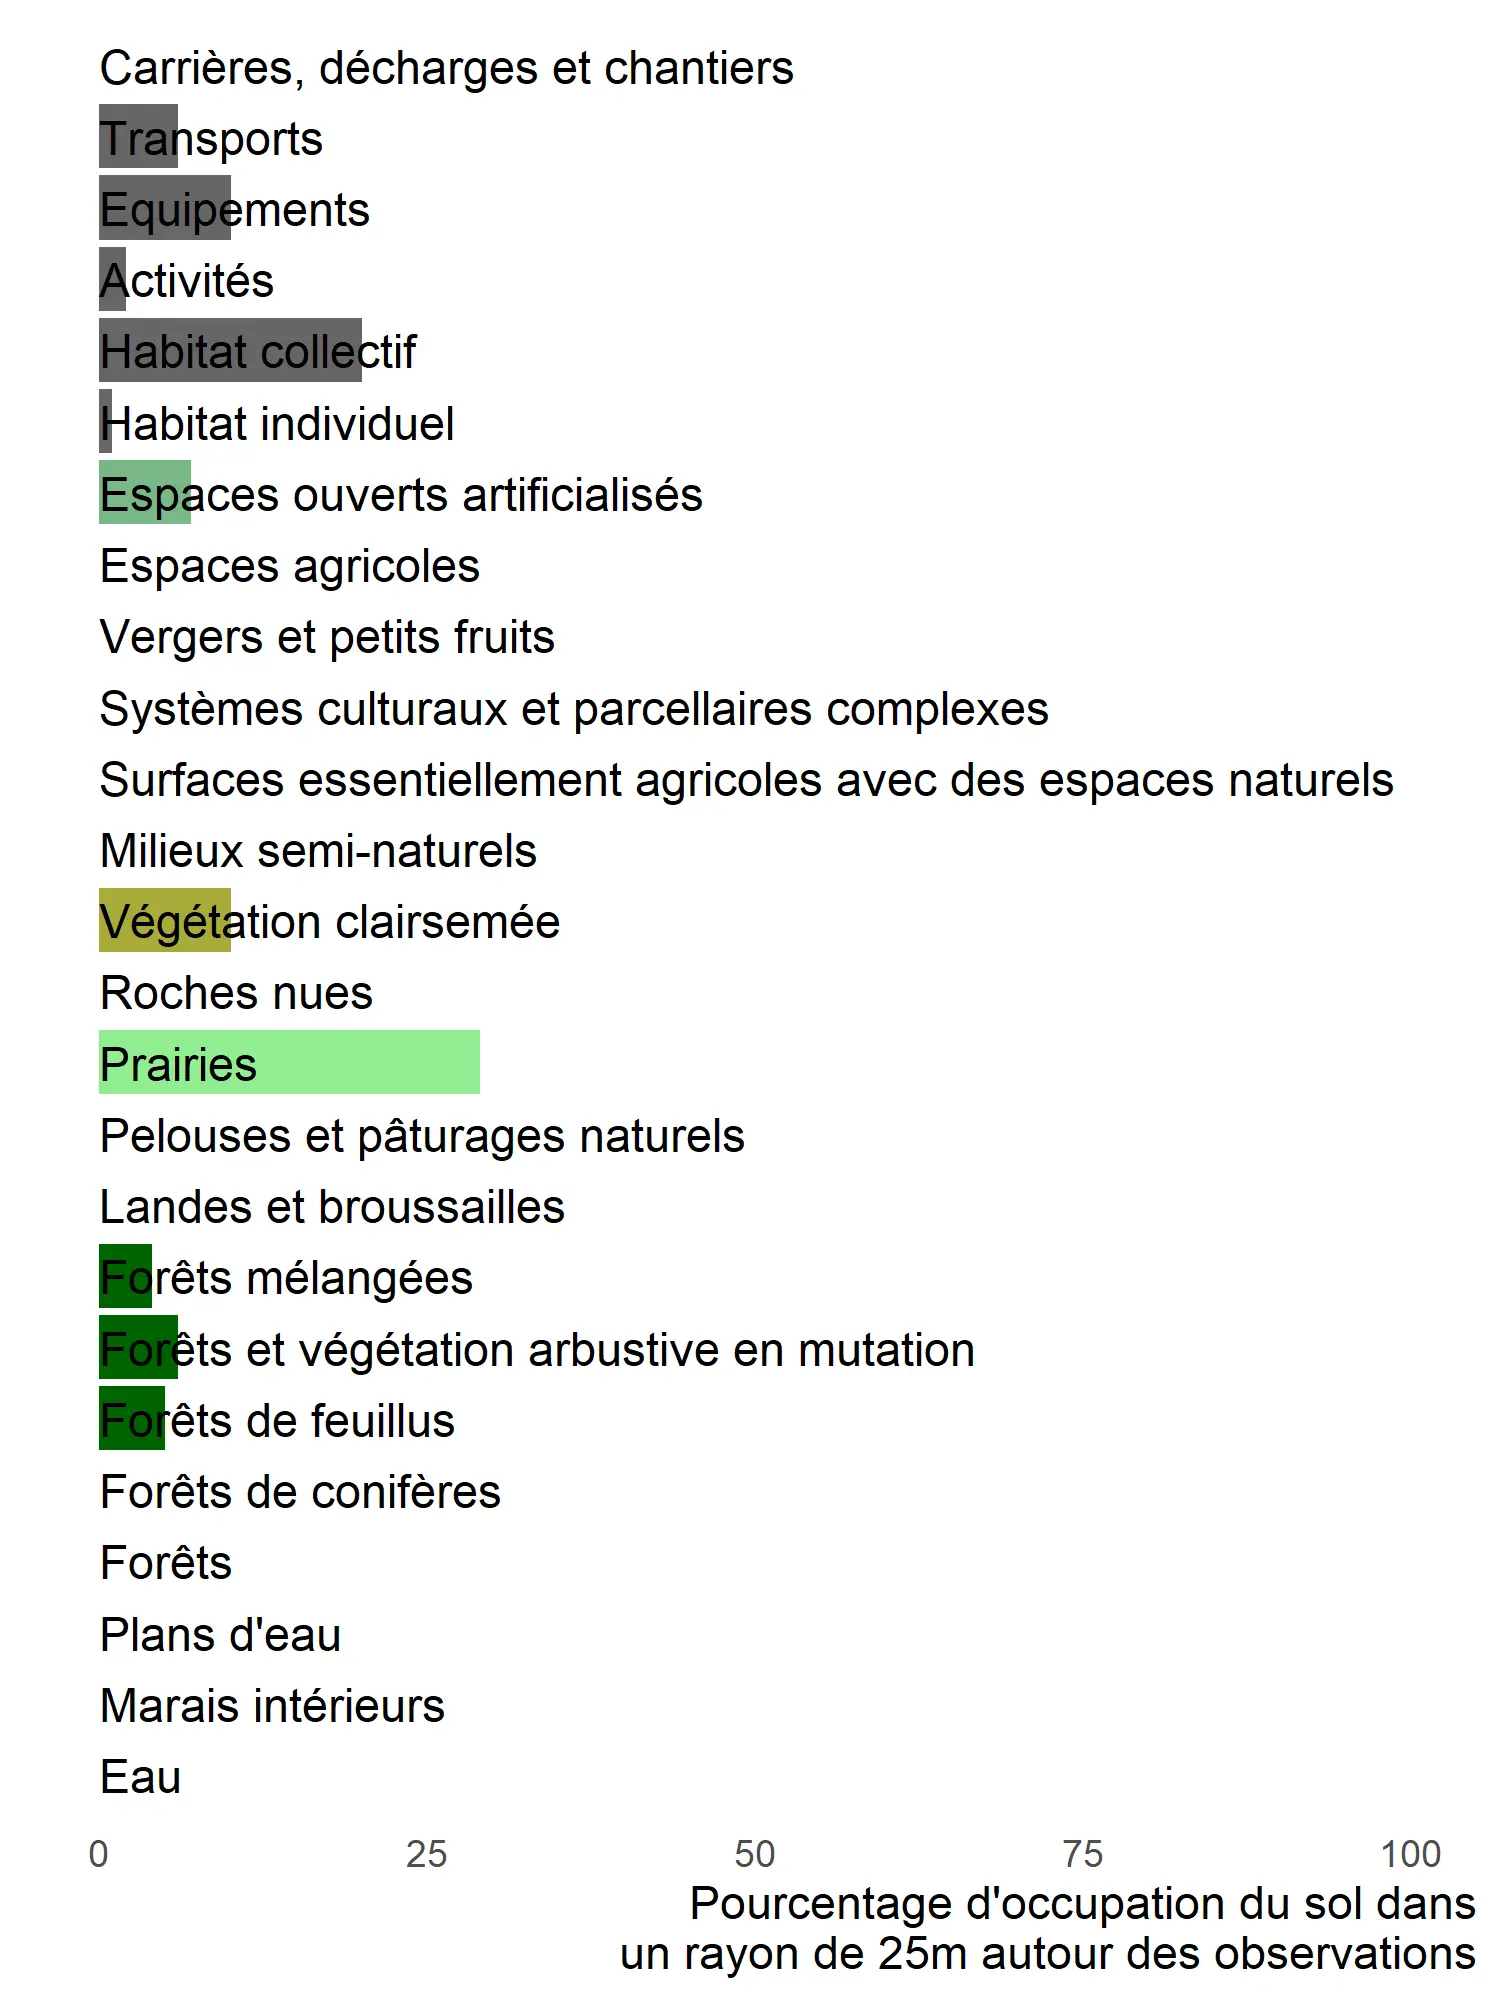 Carrières, décharges et chantiers
Transports
Equipements
Activités
Habitat collectif
Habitat individuel
Espaces ouverts artificialisés
Espaces agricoles
Vergers et petits fruits
Systèmes culturaux et parcellaires complexes
Surfaces essentiellement agricoles avec des espaces naturels
Milieux semi-naturels
Végétation clairsemée
Roches nues
Prairies
Pelouses et pâturages naturels
Landes et broussailles
Forêts mélangées
Forêts et végétation arbustive en mutation
Forêts de feuillus
Forêts de conifères
Forêts
Plans d'eau
Marais intérieurs
Eau
0 25 50 75 100
Pourcentage d'occupation du sol dans
un rayon de 25m autour des observations